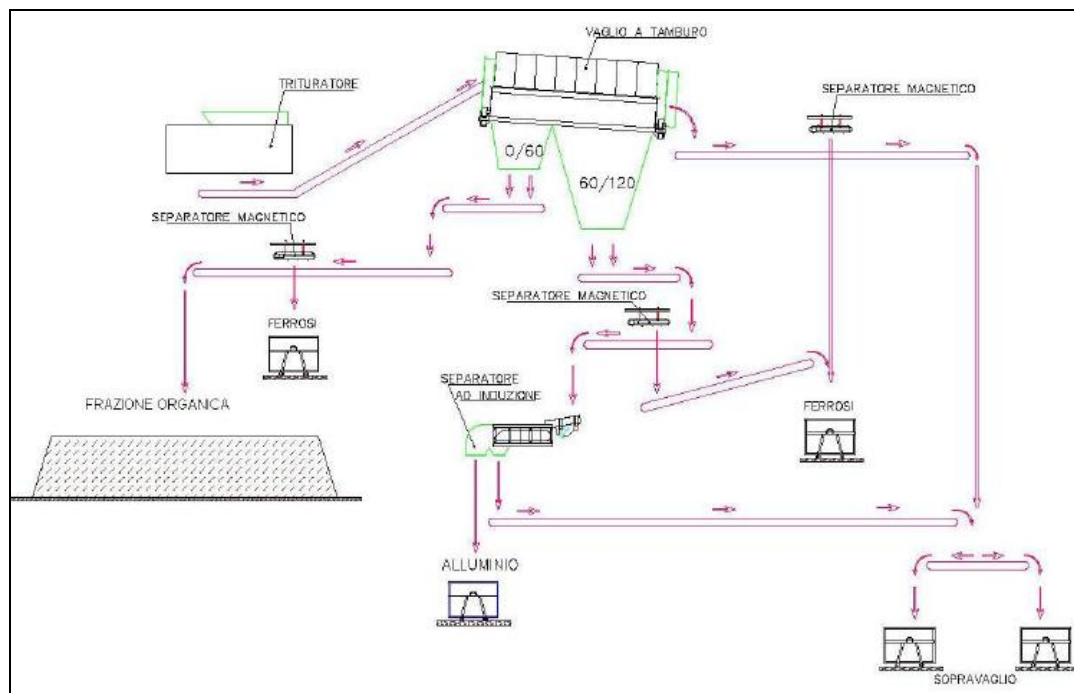 VAGLIO A TAMBURO
TRITURATORE
SEPARATORE MAGNETICO
0/60
60/120
SEPARATORE MAGNETICO
SEPARATORE MAGNETICO
FERROSI
SEPARATORE
AD INDUZIONE
FRAZIONE ORGANICA
FERROSI
ALLUMINIO
SOPRAVAGLIO